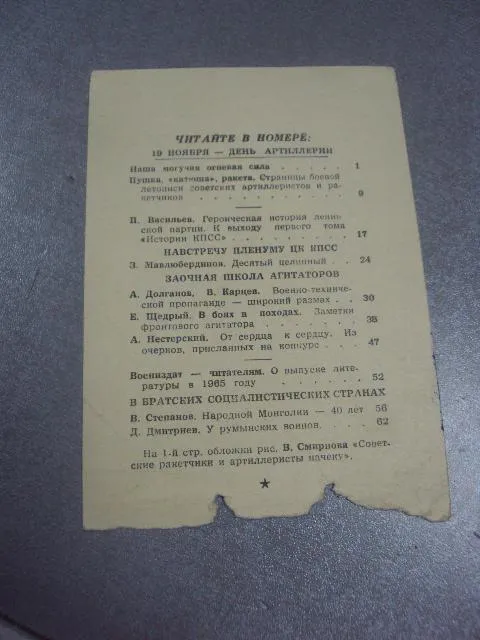 ЧИТАЙТЕ В НОМЕРЕ:
19 НОЯБРЯ — ДЕНЬ АРТИЛЛЕРИИ
Наша могучая огневая сила . . . . . 1
Пушка, «катюша», ракета. Страницы боевой
летописи советских артиллеристов и ра-
кетчиков . . . . . . . . . . . 9
П. Васильев. Героическая история ленин-
ской партии. К выходу первого тома
«Истории КПСС» . . . . . . . . . 17
НАВСТРЕЧУ ПЛЕНУМУ ЦК КПСС
З. Мавлюбердинов. Десятый целинный . . 24
ЗАОЧНАЯ ШКОЛА АГИТАТОРОВ
А. Долганов, В. Карцев. Военно-техниче-
ской пропаганде — широкий размах . . 30
Е. Щедрый. В боях и походах. Заметки
фронтового агитатора . . . . . . . 38
А. Нестерский. От сердца к сердцу. Из
очерков, присланных на конкурс . . . 47
Воениздат — читателям. О выпуске лите-
ратуры в 1965 году . . . . . . . 52
В БРАТСКИХ СОЦИАЛИСТИЧЕСКИХ СТРАНАХ
В. Степанов. Народной Монголии — 40 лет 56
Д. Дмитриев. У румынских воинов. . . . 62
На 1-й стр. обложки рис. В. Смирнова «Совет-
ские ракетчики и артиллеристы начеку».